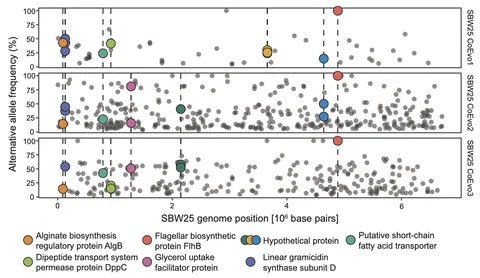 100
75
50
25
0
SBW25 CoEvo1
100
75
50
25
0
SBW25 CoEvo2
100
75
50
25
0
SBW25 CoEvo3
Alternative allele frequency (%)
0 2 4 6
SBW25 genome position [10⁶ base pairs]
Alginate biosynthesis
regulatory protein AlgB
Flagellar biosynthetic
protein FlhB
Hypothetical protein
Putative short-chain
fatty acid transporter
Dipeptide transport system
permease protein DppC
Glycerol uptake
facilitator protein
Linear gramicidin
synthase subunit D